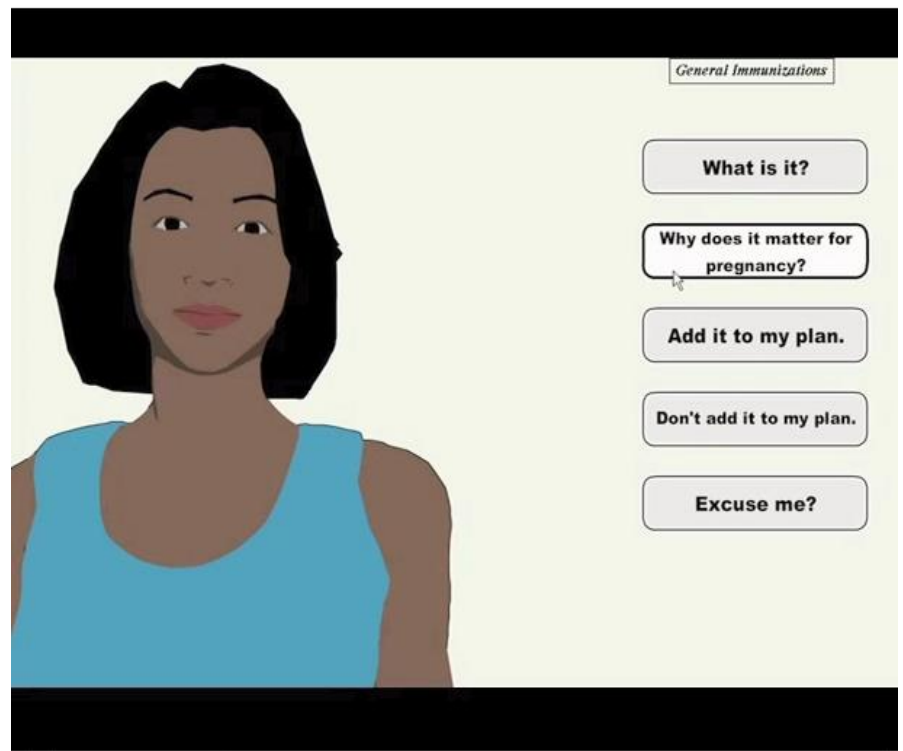 General Immunizations
What is it?
Why does it matter for
pregnancy?
Add it to my plan.
Don't add it to my plan.
Excuse me?